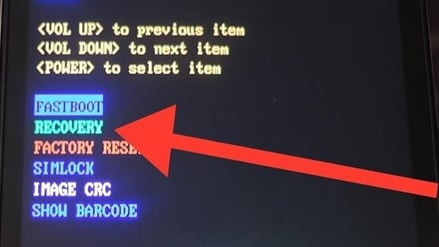 <VOL UP> to previous item
<VOL DOWN> to next item
<POWER> to select item
FASTBOOT
RECOVERY
FACTORY RESE
SIMLOCK
IMAGE CRC
SHOW BARCODE